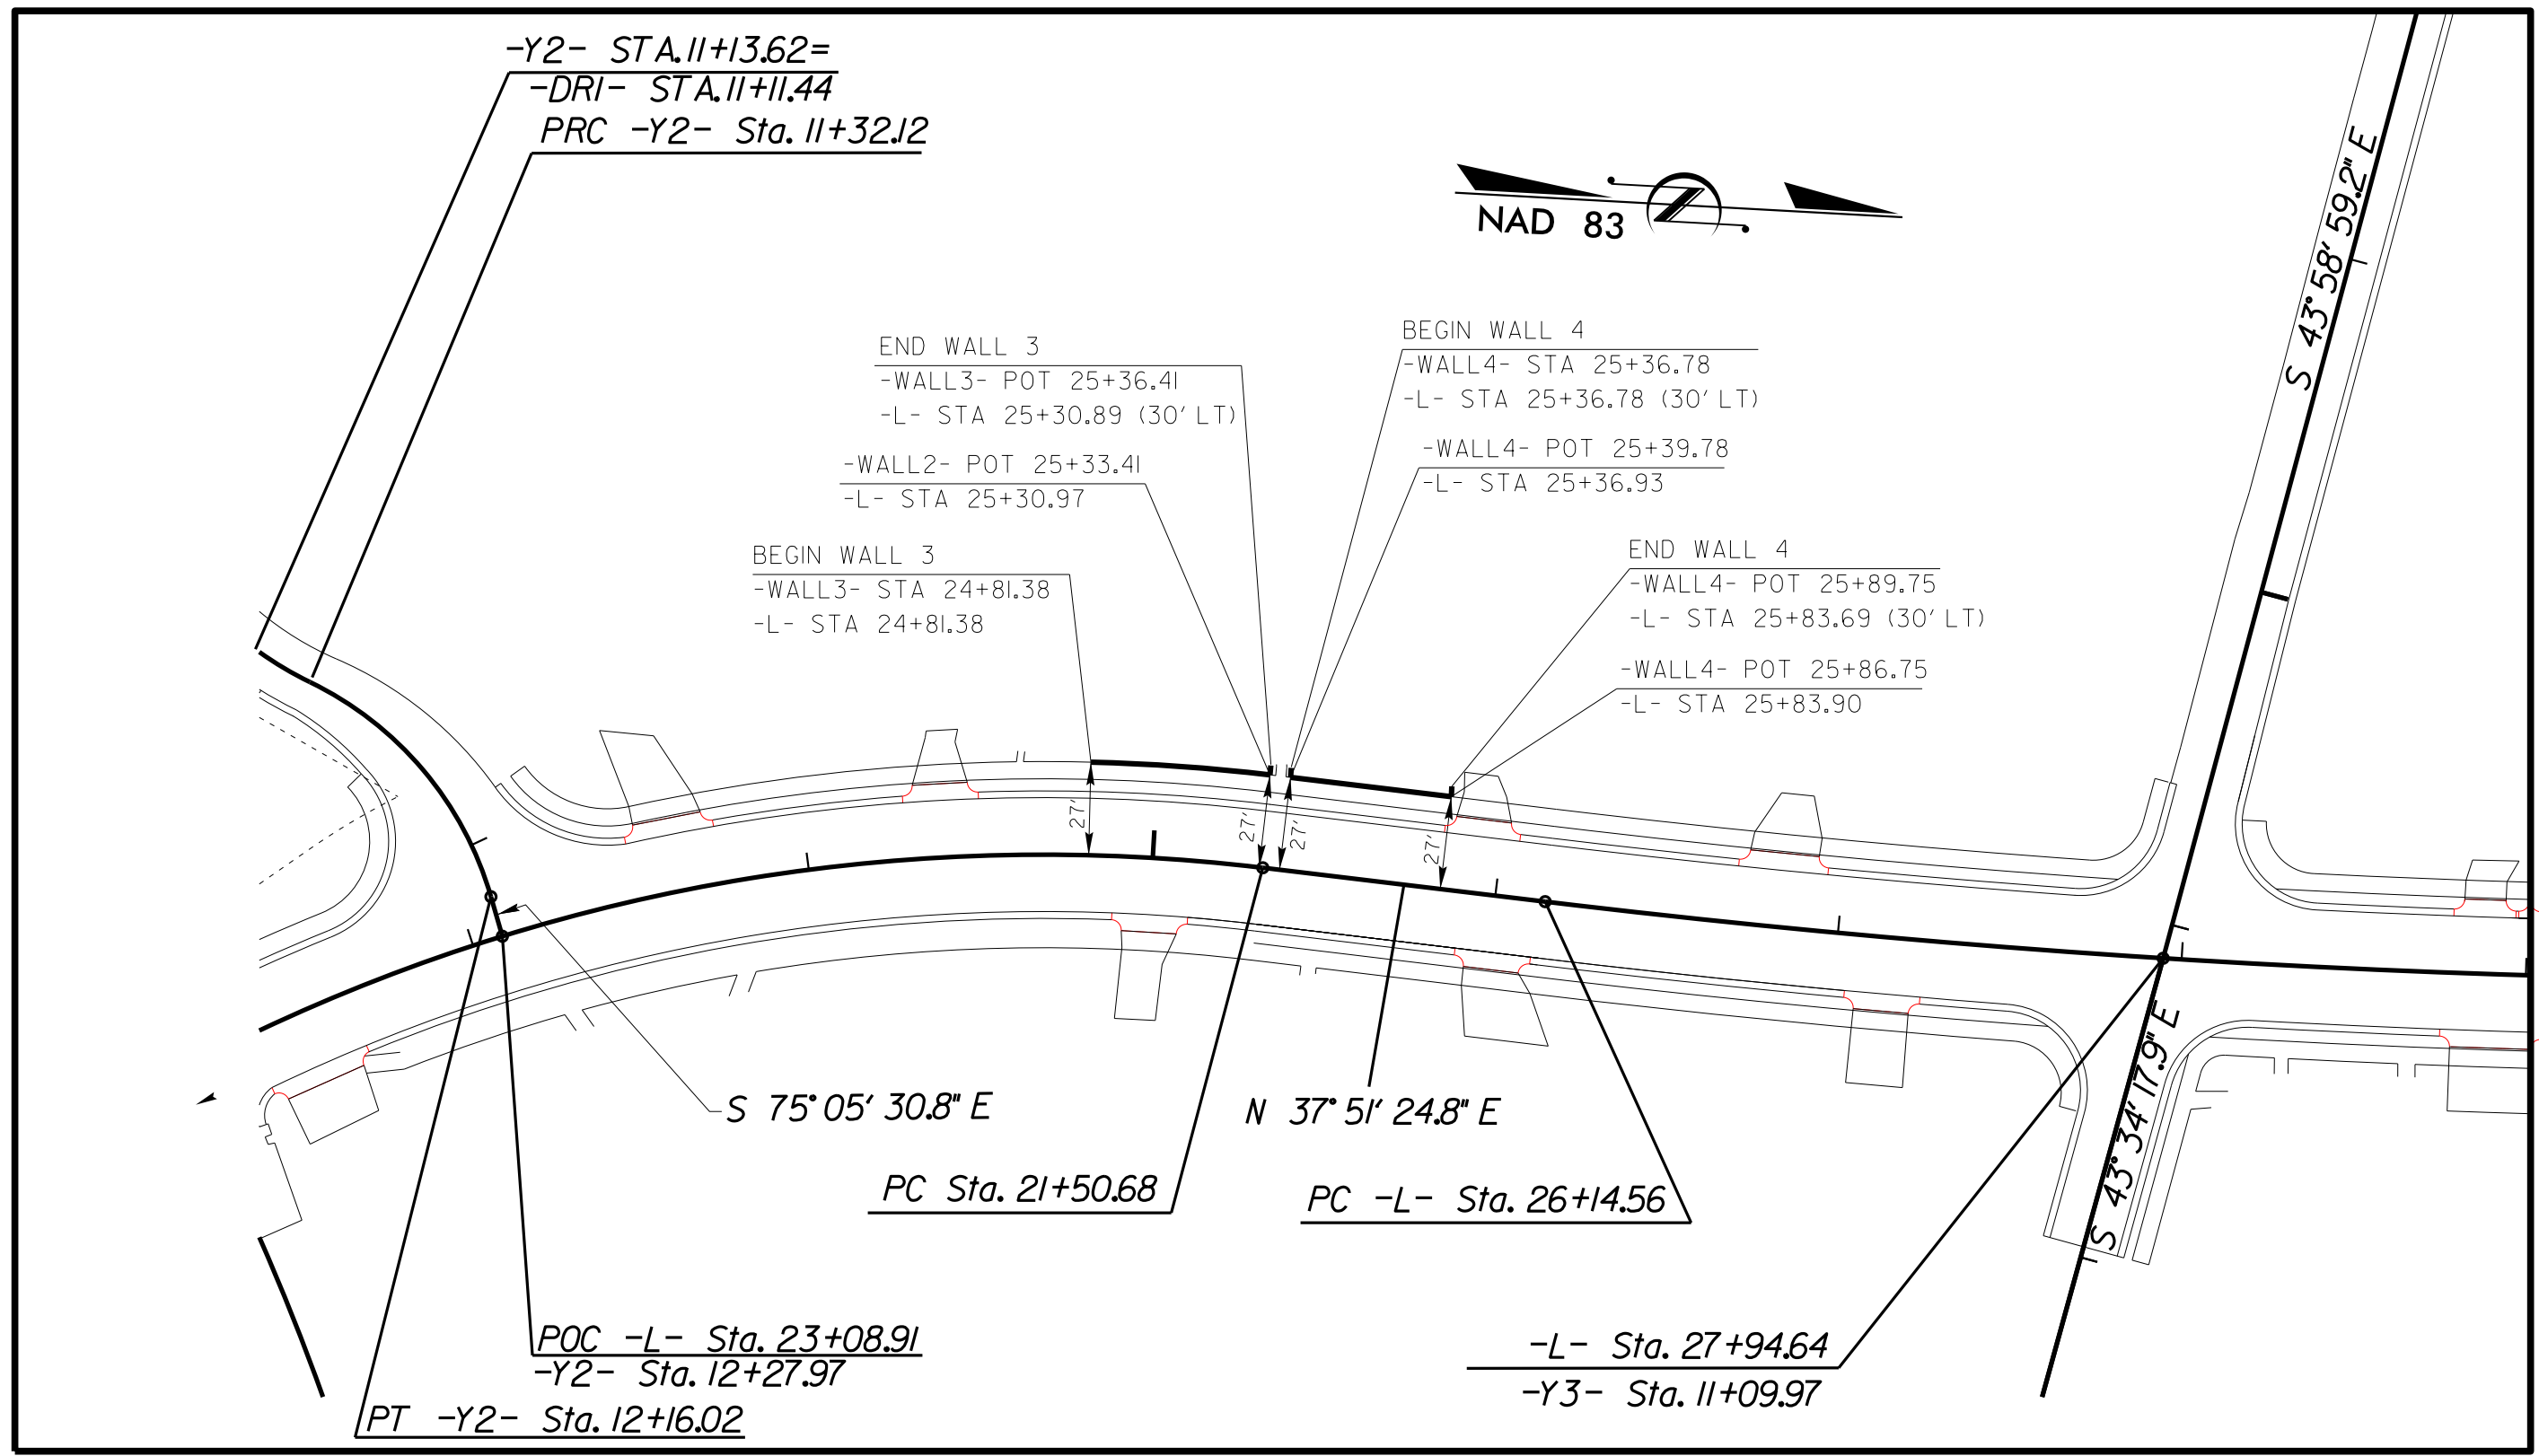 -Y2- STA. 11+13.62=
-DR1- STA. 11+11.44
PRC -Y2- Sta. 11+32.12
NAD 83
S 43° 58' 59.2" E
END WALL 3
-WALL3- POT 25+36.41
-L- STA 25+30.89 (30' LT)
-WALL2- POT 25+33.41
-L- STA 25+30.97
BEGIN WALL 3
-WALL3- STA 24+81.38
-L- STA 24+81.38
BEGIN WALL 4
-WALL4- STA 25+36.78
-L- STA 25+36.78 (30' LT)
-WALL4- POT 25+39.78
-L- STA 25+36.93
END WALL 4
-WALL4- POT 25+89.75
-L- STA 25+83.69 (30' LT)
-WALL4- POT 25+86.75
-L- STA 25+83.90
27'
27'
27'
27'
S 75° 05' 30.8" E
N 37° 51' 24.8" E
S 43° 34' 17.9" E
PC Sta. 21+50.68
PC -L- Sta. 26+14.56
POC -L- Sta. 23+08.91
-Y2- Sta. 12+27.97
PT -Y2- Sta. 12+16.02
-L- Sta. 27+94.64
-Y3- Sta. 11+09.97